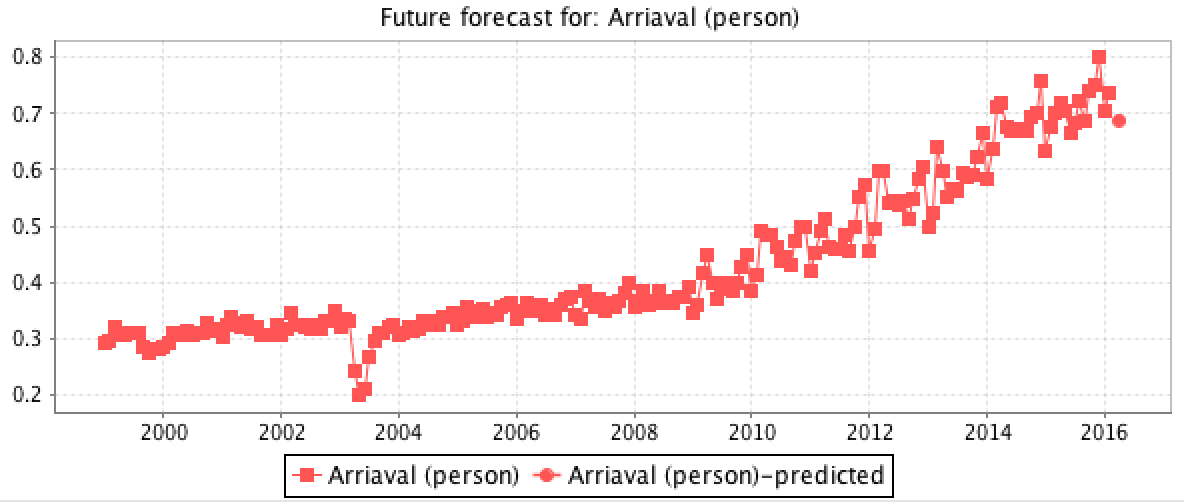 Future forecast for: Arriaval (person)
0.8
0.7
0.6
0.5
0.4
0.3
0.2
2000 2002 2004 2006 2008 2010 2012 2014 2016
Arriaval (person) Arriaval (person)-predicted